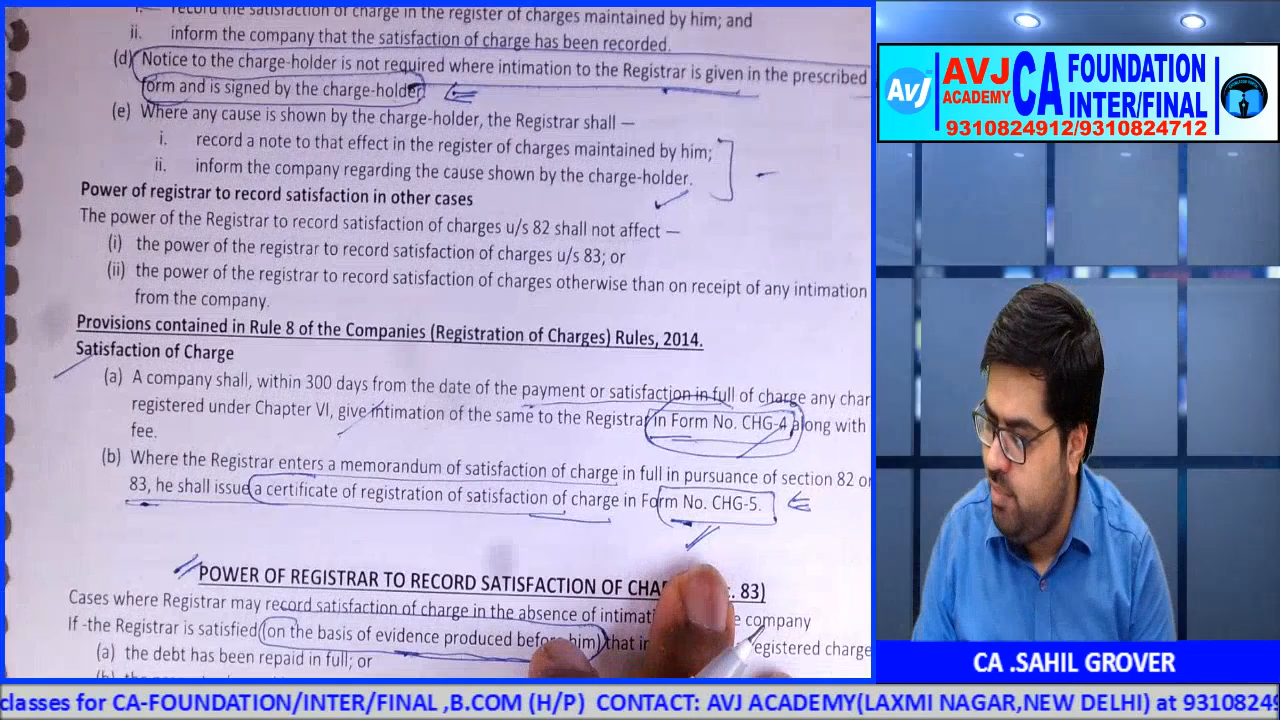 i. record the satisfaction of charge in the register of charges maintained by him; and
ii. inform the company that the satisfaction of charge has been recorded.
(d) Notice to the charge-holder is not required where intimation to the Registrar is given in the prescribed
form and is signed by the charge-holder
(e) Where any cause is shown by the charge-holder, the Registrar shall —
i. record a note to that effect in the register of charges maintained by him;
ii. inform the company regarding the cause shown by the charge-holder.
Power of registrar to record satisfaction in other cases
The power of the Registrar to record satisfaction of charges u/s 82 shall not affect —
(i) the power of the registrar to record satisfaction of charges u/s 83; or
(ii) the power of the registrar to record satisfaction of charges otherwise than on receipt of any intimation
from the company.
Provisions contained in Rule 8 of the Companies (Registration of Charges) Rules, 2014.
Satisfaction of Charge
(a) A company shall, within 300 days from the date of the payment or satisfaction in full of charge any char
registered under Chapter VI, give intimation of the same to the Registrar in Form No. CHG-4 along with
fee.
(b) Where the Registrar enters a memorandum of satisfaction of charge in full in pursuance of section 82 or
83, he shall issue a certificate of registration of satisfaction of charge in Form No. CHG-5.
POWER OF REGISTRAR TO RECORD SATISFACTION OF CHA . 83)
Cases where Registrar may record satisfaction of charge in the absence of intimati company
If -the Registrar is satisfied (on the basis of evidence produced before him) that in registered charge
(a) the debt has been repaid in full; or
AVJ
AVJ ACADEMY CA FOUNDATION INTER/FINAL
9310824912/9310824712
CA .SAHIL GROVER
classes for CA-FOUNDATION/INTER/FINAL ,B.COM (H/P) CONTACT: AVJ ACADEMY(LAXMI NAGAR,NEW DELHI) at 9310824